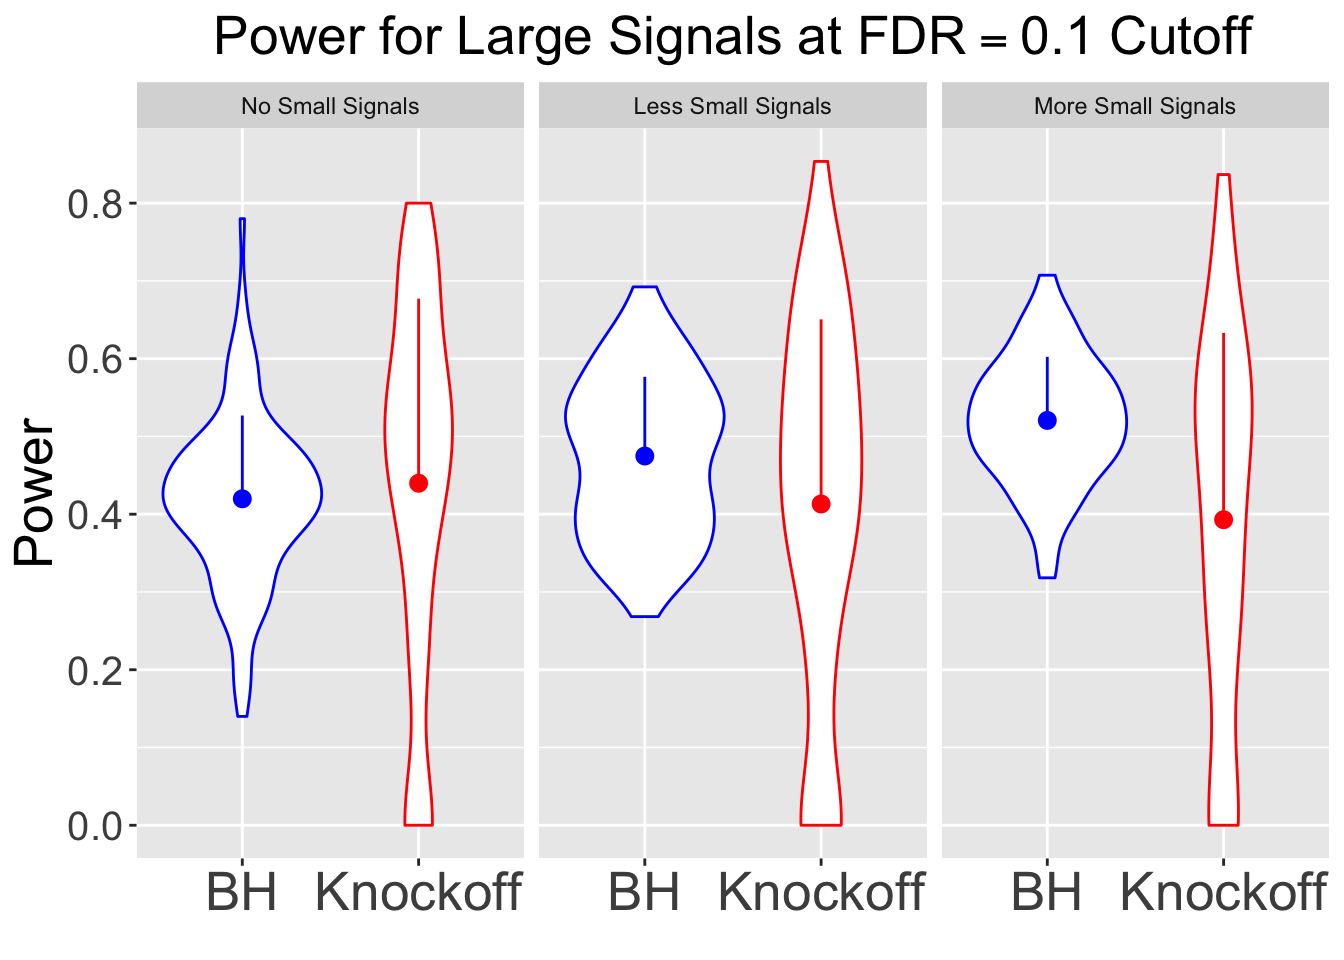 Power for Large Signals at FDR = 0.1 Cutoff
No Small Signals
Less Small Signals
More Small Signals
Power
0.8
0.6
0.4
0.2
0.0
BH
Knockoff
BH
Knockoff
BH
Knockoff